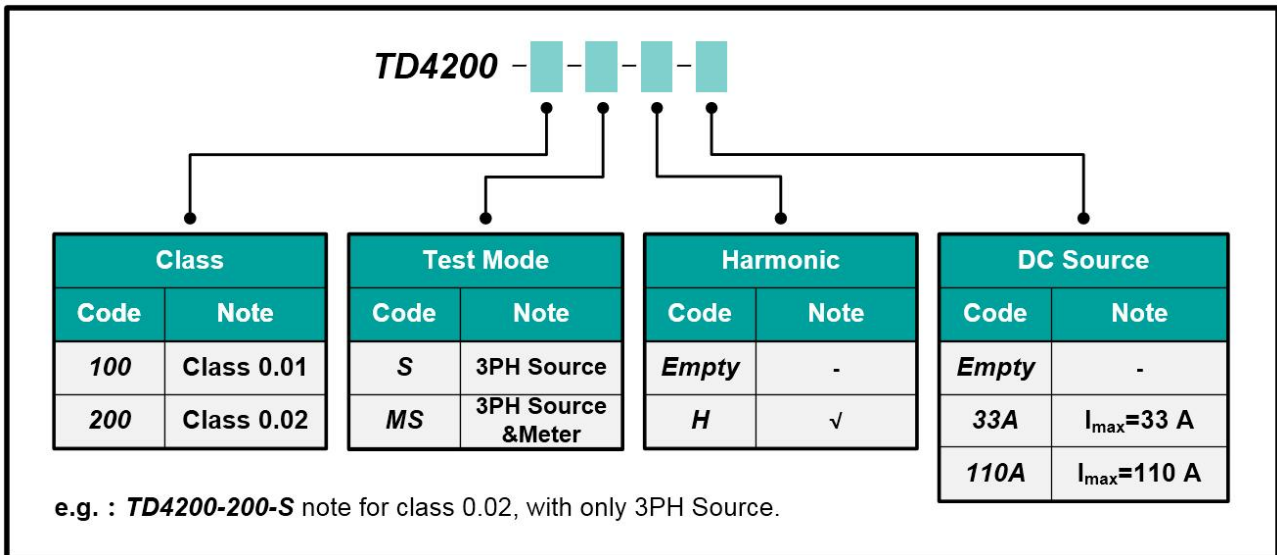 TD4200 - - - -
Class
Code Note
100 Class 0.01
200 Class 0.02
Test Mode
Code Note
S 3PH Source
MS 3PH Source
&Meter
Harmonic
Code Note
Empty -
H √
DC Source
Code Note
Empty -
33A Imax=33 A
110A Imax=110 A
e.g. : TD4200-200-S note for class 0.02, with only 3PH Source.